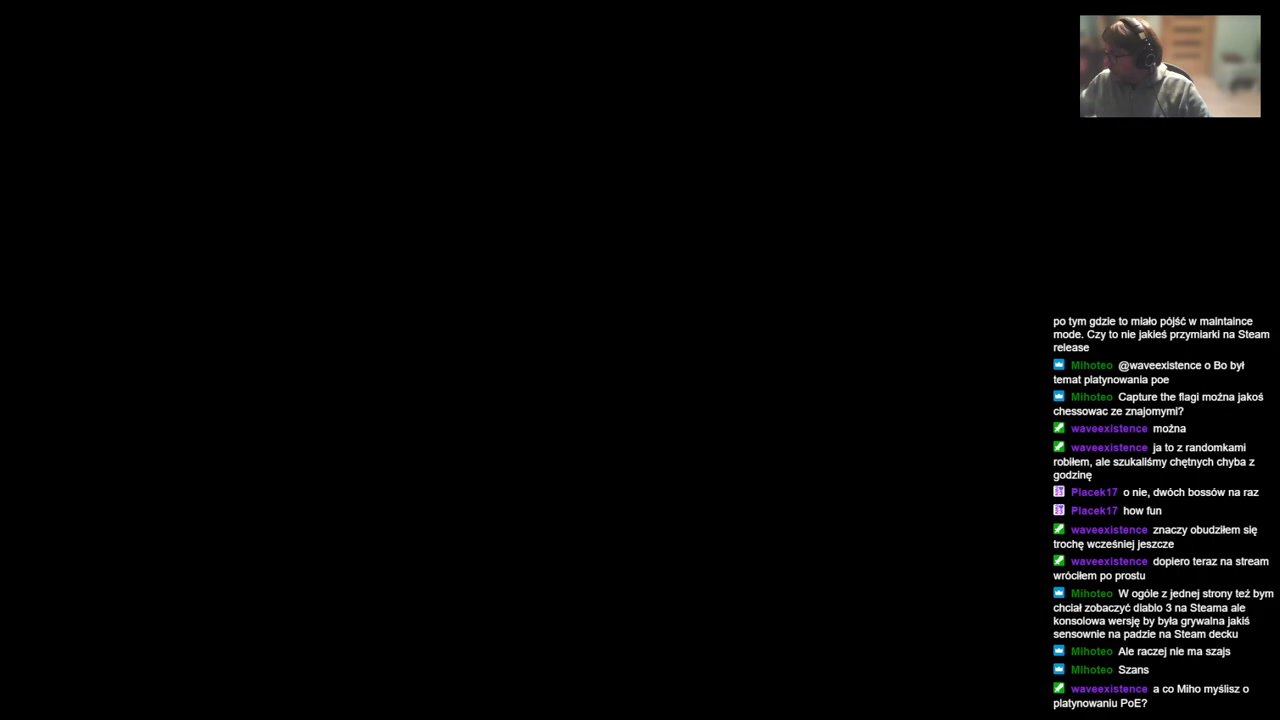 po tym gdzie to miało pójść w maintaince
mode. Czy to nie jakieś przymiarki na Steam
release
Mihoteo @waveexistence o Bo był
temat platynowania poe
Mihoteo Capture the flagi można jakoś
chessowac ze znajomymi?
waveexistence można
waveexistence ja to z randomkami
robiłem, ale szukaliśmy chętnych chyba z
godzinę
Placek17 o nie, dwóch bossów na raz
Placek17 how fun
waveexistence znaczy obudziłem się
trochę wcześniej jeszcze
waveexistence dopiero teraz na stream
wróciłem po prostu
Mihoteo W ogóle z jednej strony też bym
chciał zobaczyć diablo 3 na Steama ale
konsolowa wersję by była grywalna jakiś
sensownie na padzie na Steam decku
Mihoteo Ale raczej nie ma szajs
Mihoteo Szans
waveexistence a co Miho myślisz o
platynowaniu PoE?